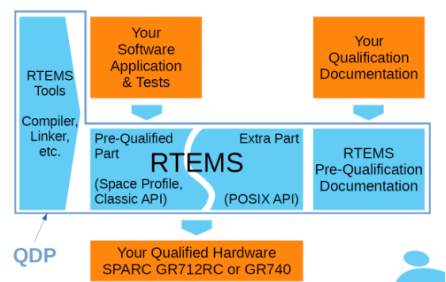 Your
Software
Application
& Tests
Your
Qualification
Documentation
RTEMS
Tools
Compiler,
Linker,
etc.
Pre-Qualified
Part
Extra Part
RTEMS
(Space Profile,
Classic API)
(POSIX API)
RTEMS
Pre-Qualification
Documentation
QDP
Your Qualified Hardware
SPARC GR712RC or GR740